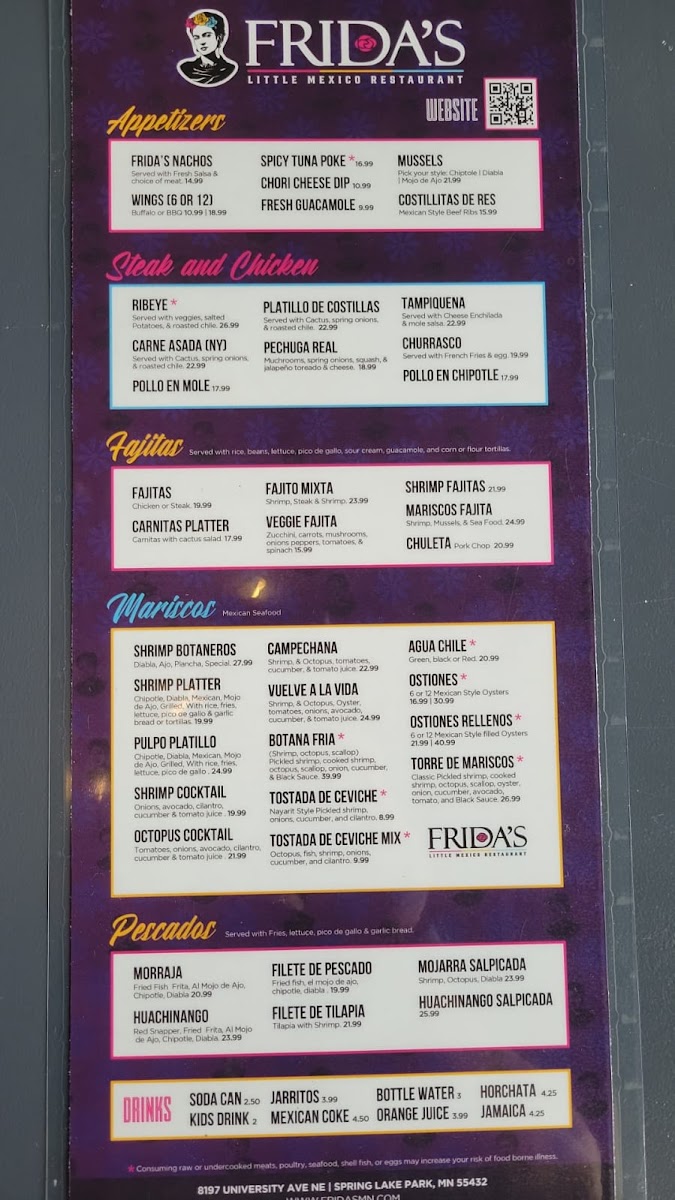 FRIDA'S
LITTLE MEXICO RESTAURANT
WEBSITE
Appetizers
FRIDA'S NACHOS
Served with Fresh Salsa &
choice of meat. 14.99
WINGS (6 OR 12)
Buffalo or BBQ 10.99 | 18.99
SPICY TUNA POKE * 16.99
CHORI CHEESE DIP 10.99
FRESH GUACAMOLE 9.99
MUSSELS
Pick your style: Chiptole | Diabla
| Mojo de Ajo 21.99
COSTILLITAS DE RES
Mexican Style Beef Ribs 15.99
Steak and Chicken
RIBEYE *
Served with veggies, salted
Potatoes, & roasted chile. 26.99
CARNE ASADA (NY)
Served with Cactus, spring onions,
& roasted chile. 22.99
POLLO EN MOLE 17.99
PLATILLO DE COSTILLAS
Served with Cactus, spring onions,
& roasted chile. 22.99
PECHUGA REAL
Muchrooms, spring onions, squash, &
jalapeño toreado & cheese. 18.99
TAMPIQUENA
Served with Cheese Enchilada
& mole salsa. 22.99
CHURRASCO
Served with French Fries & egg. 19.99
POLLO EN CHIPOTLE 17.99
Fajitas Served with rice, beans, lettuce, pico de gallo, sour cream, guacamole, and corn or flour tortillas.
FAJITAS
Chicken or Steak. 19.99
CARNITAS PLATTER
Carnitas with cactus salad. 17.99
FAJITO MIXTA
Shrimp, Steak & Shrimp. 23.99
VEGGIE FAJITA
Zucchini, carrots, mushrooms,
onions peppers, tomatoes, &
spinach 15.99
SHRIMP FAJITAS 21.99
MARISCOS FAJITA
Shrimp, Mussels, & Sea Food. 24.99
CHULETA Pork Chop. 20.99
Mariscos Mexican Seafood
SHRIMP BOTANEROS
Diabla, Ajo, Plancha, Special. 27.99
SHRIMP PLATTER
Chipotle, Diabla, Mexican, Mojo
de Ajo, Grilled, With rice, fries,
lettuce, pico de gallo & garlic
bread or tortillas. 19.99
PULPO PLATILLO
Chipotle, Diabla, Mexican, Mojo
de Ajo, Grilled, With rice, fries,
lettuce, pico de gallo . 24.99
SHRIMP COCKTAIL
Onions, avocado, cilantro,
cucumber & tomato juice . 19.99
OCTOPUS COCKTAIL
Tomatoes, onions, avocado, cilantro,
cucumber & tomato juice . 21.99
CAMPECHANA
Shrimp, & Octopus, tomatoes,
cucumber, & tomato juice. 22.99
VUELVE A LA VIDA
Shrimp, & Octopus, Oyster,
tomatoes, onions, avocado,
cucumber, & tomato juice. 24.99
BOTANA FRIA *
(Shrimp, octopus, scallop)
Pickled shrimp, cooked shrimp,
octopus, scallop, onion, cucumber,
& Black Sauce. 39.99
TOSTADA DE CEVICHE *
Nayarit Style Pickled shrimp,
onions, cucumber, and cilantro. 8.99
TOSTADA DE CEVICHE MIX *
Octopus, fish, shrimp, onions,
cucumber, and cilantro. 9.99
AGUA CHILE *
Green, black or Red. 20.99
OSTIONES *
6 or 12 Mexican Style Oysters
16.99 | 30.99
OSTIONES RELLENOS *
6 or 12 Mexican Style filled Oysters
21.99 | 40.99
TORRE DE MARISCOS *
Classic Pickled shrimp, cooked
shrimp, octopus, scallop, oyster,
onion, cucumber, avocado,
tomato, and Black Sauce. 26.99
FRIDA'S
LITTLE MEXICO RESTAURANT
Pescados Served with Fries, lettuce, pico de gallo & garlic bread.
MORRAJA
Fried Fish Frita, Al Mojo de Ajo,
Chipotle, Diabla 20.99
HUACHINANGO
Red Snapper, Fried Frita, Al Mojo
de Ajo, Chipotle, Diabla. 23.99
FILETE DE PESCADO
Fried fish, el mojo de ajo,
chipotle, diabla . 19.99
FILETE DE TILAPIA
Tilapia with Shrimp. 21.99
MOJARRA SALPICADA
Shrimp, Octopus, Diabla 23.99
HUACHINANGO SALPICADA
25.99
DRINKS
SODA CAN 2.50
KIDS DRINK 2
JARRITOS 3.99
MEXICAN COKE 4.50
BOTTLE WATER 3
ORANGE JUICE 3.99
HORCHATA 4.25
JAMAICA 4.25
* Consuming raw or undercooked meats, poultry, seafood, shell fish, or eggs may increase your risk of food borne illness.
8197 UNIVERSITY AVE NE | SPRING LAKE PARK, MN 55432
WWW.FRIDASMN.COM